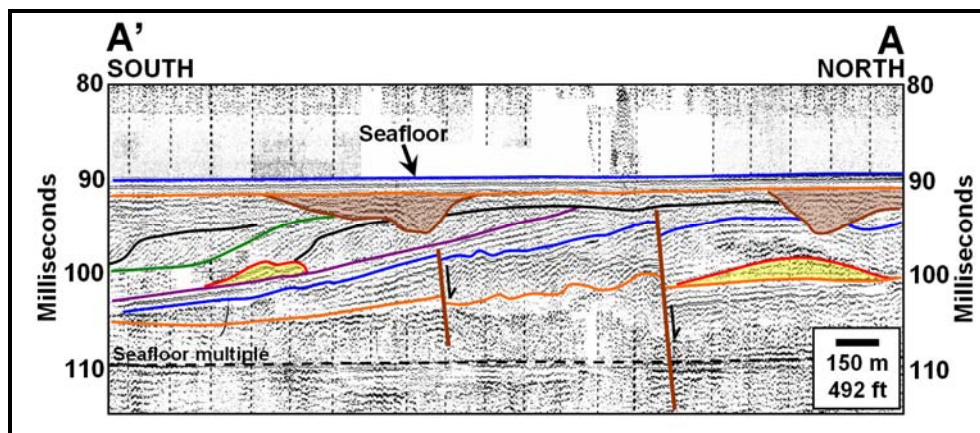 A’ A
SOUTH NORTH
80 80
Seafloor
90 90
Milliseconds Milliseconds
100 100
Seafloor multiple
110 110
150 m
492 ft